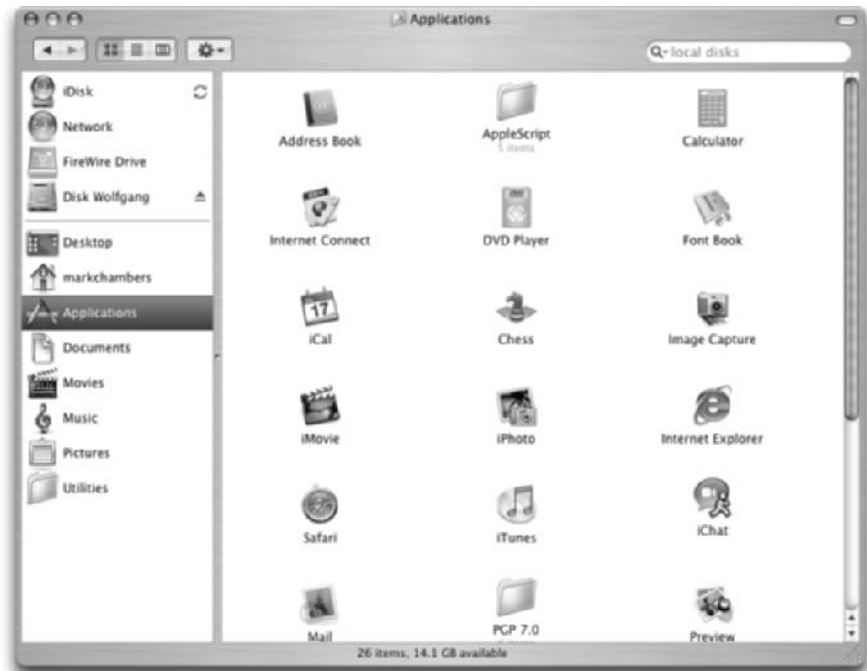 Applications
local disks
iDisk
Network
FireWire Drive
Disk Wolfgang
Desktop
markchambers
Applications
Documents
Movies
Music
Pictures
Utilities
Address Book
AppleScript
5 items
Calculator
Internet Connect
DVD Player
Font Book
17
iCal
Chess
Image Capture
iMovie
iPhoto
Internet Explorer
Safari
iTunes
iChat
Mail
PGP 7.0
Preview
26 items, 14.1 GB available